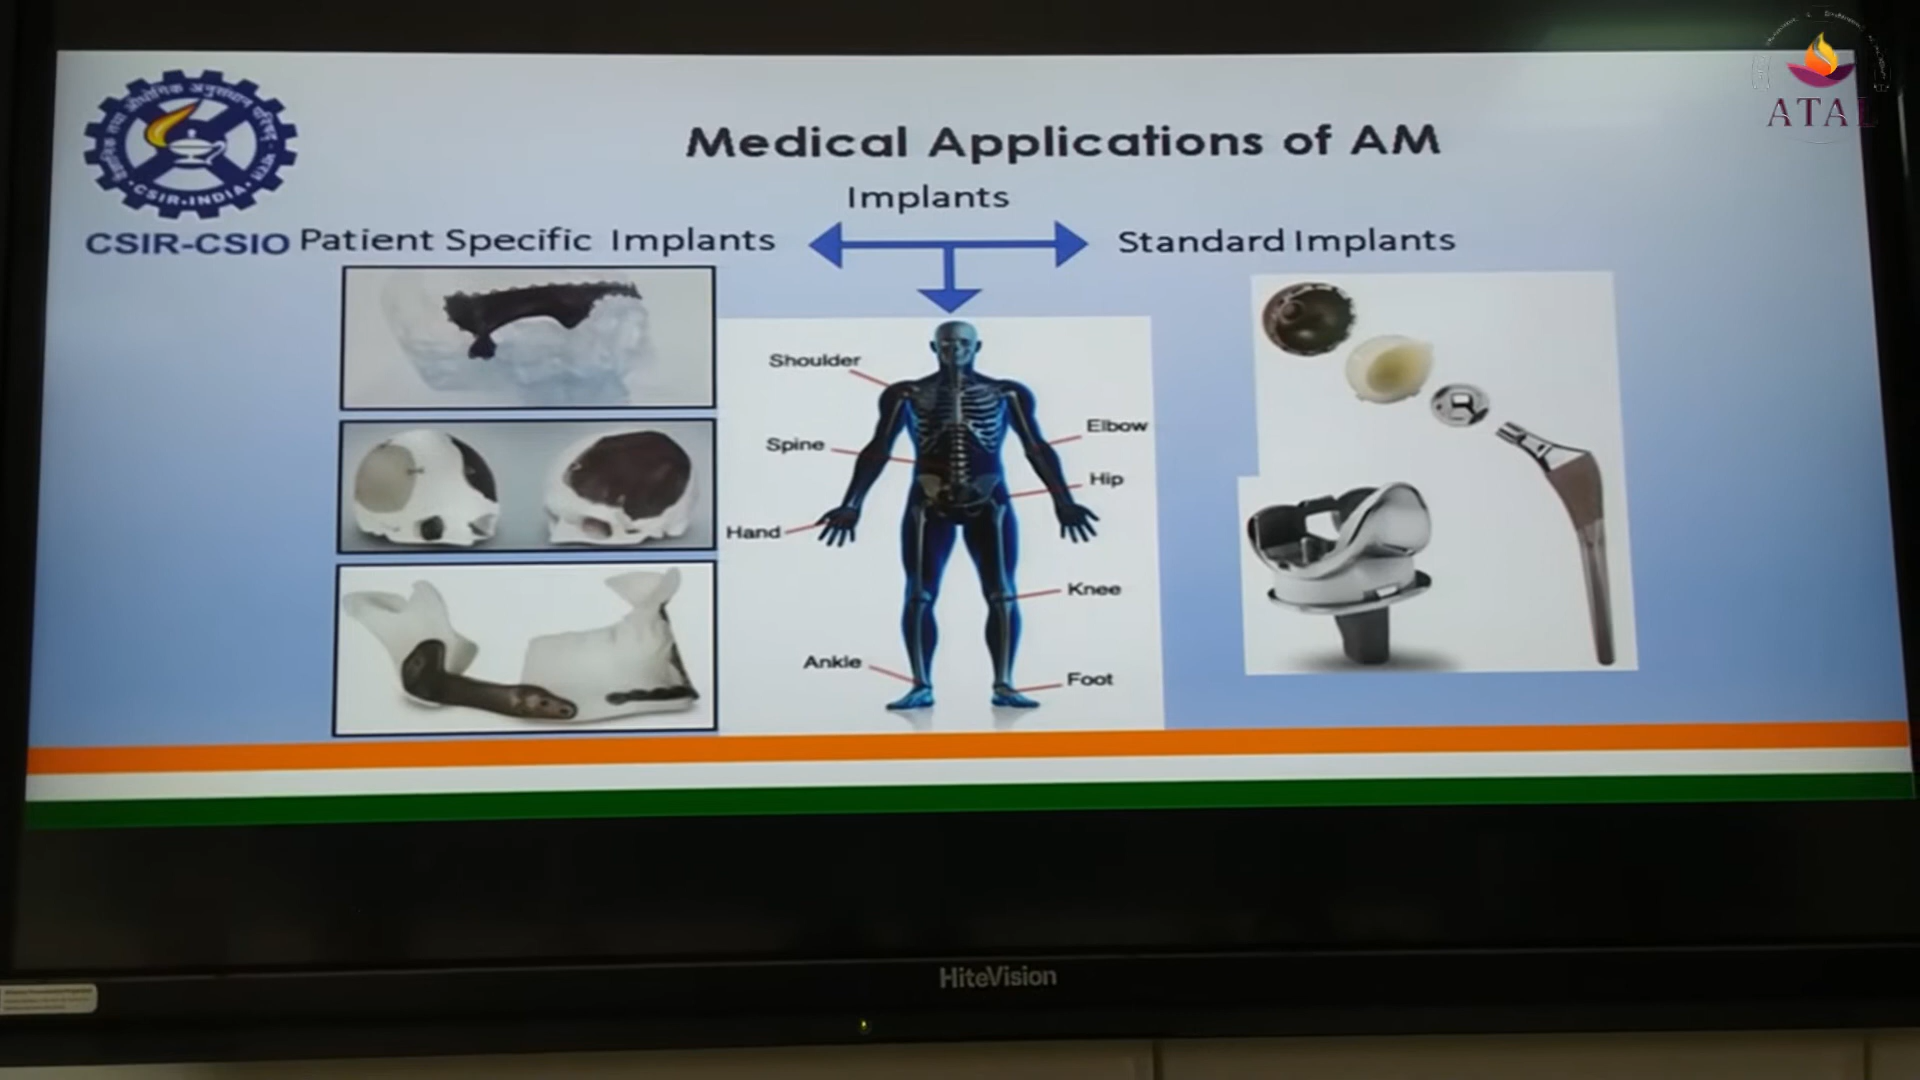 ATAL
Medical Applications of AM
Implants
CSIR-INDIA
CSIR-CSIO
Patient Specific Implants
Standard Implants
Shoulder
Elbow
Spine
Hip
Hand
Knee
Ankle
Foot
HiteVision